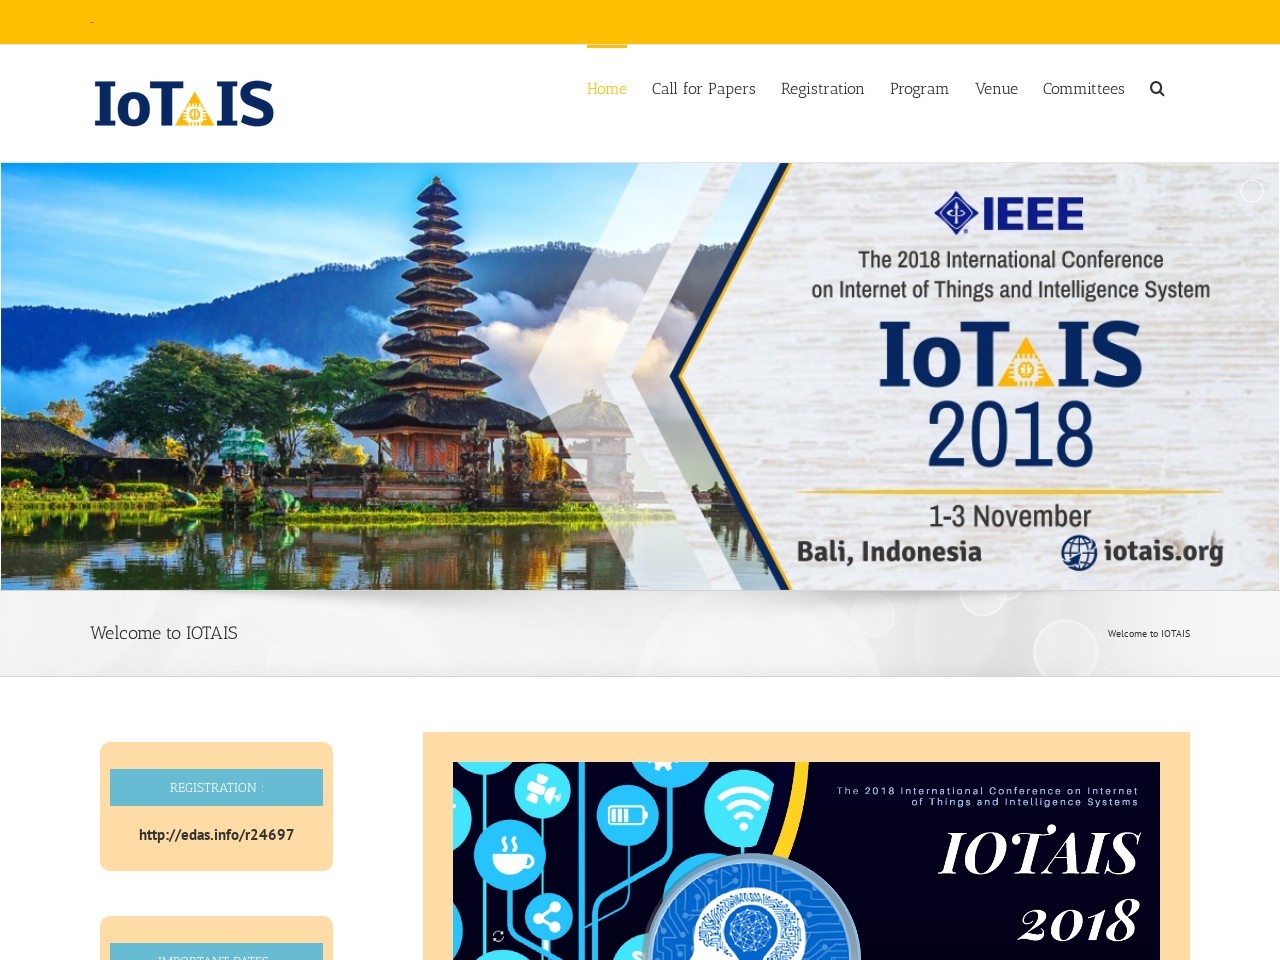 -
IoTAIS
Home
Call for Papers
Registration
Program
Venue
Committees
IEEE
The 2018 International Conference
on Internet of Things and Intelligence System
IoTAIS
2018
1-3 November
Bali, Indonesia
iotais.org
Welcome to IOTAIS
Welcome to IOTAIS
REGISTRATION :
http://edas.info/r24697
IMPORTANT DATES
The 2018 International Conference on Internet
of Things and Intelligence Systems
IOTAIS
2018